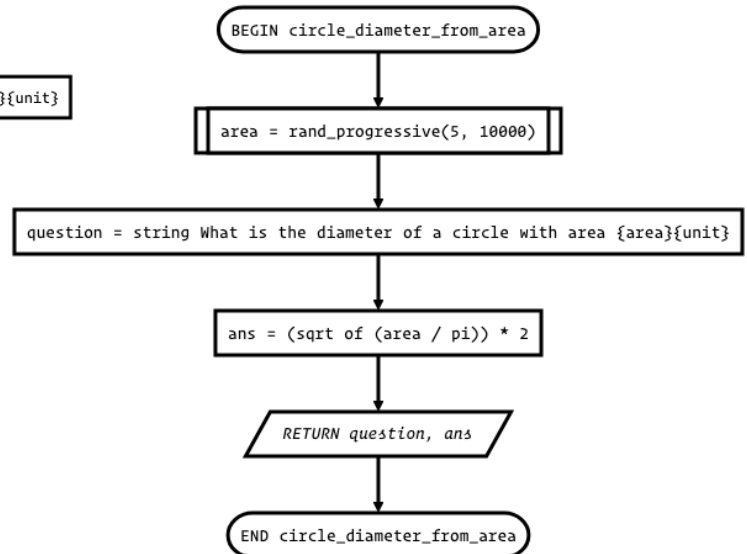 BEGIN circle_diameter_from_area
}{unit}
area = rand_progressive(5, 10000)
question = string What is the diameter of a circle with area {area}{unit}
ans = (sqrt of (area / pi)) * 2
RETURN question, ans
END circle_diameter_from_area